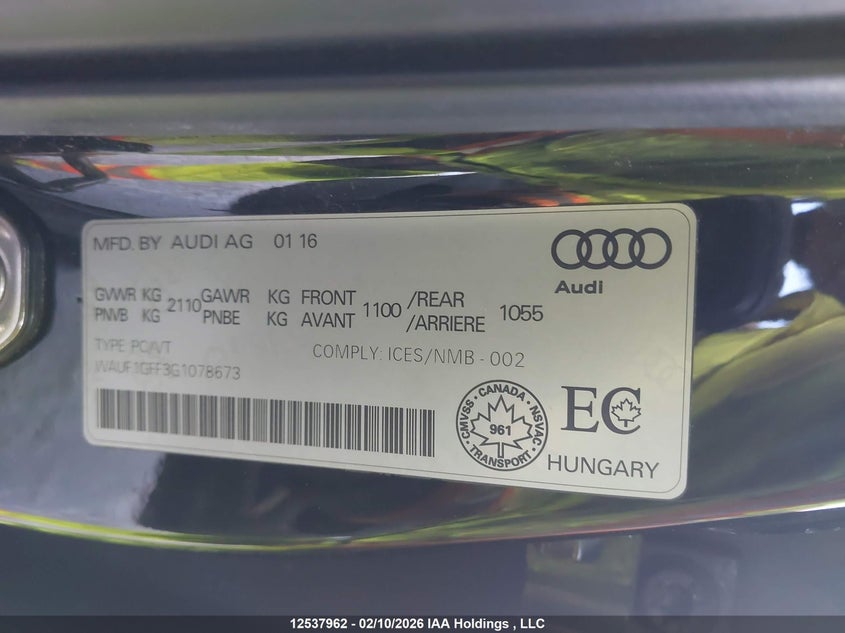 MFD. BY AUDI AG 01 16
Audi
GVWR KG 2110 GAWR KG FRONT 1100 /REAR 1055
PNVB KG PNBE KG AVANT /ARRIERE
TYPE PC/VT
COMPLY: ICES/NMB - 002
WAUF1GFF3G1078673
CMVSS · CANADA · NSVAC
961
TRANSPORT
EC
HUNGARY
12537962 - 02/10/2026 IAA Holdings , LLC